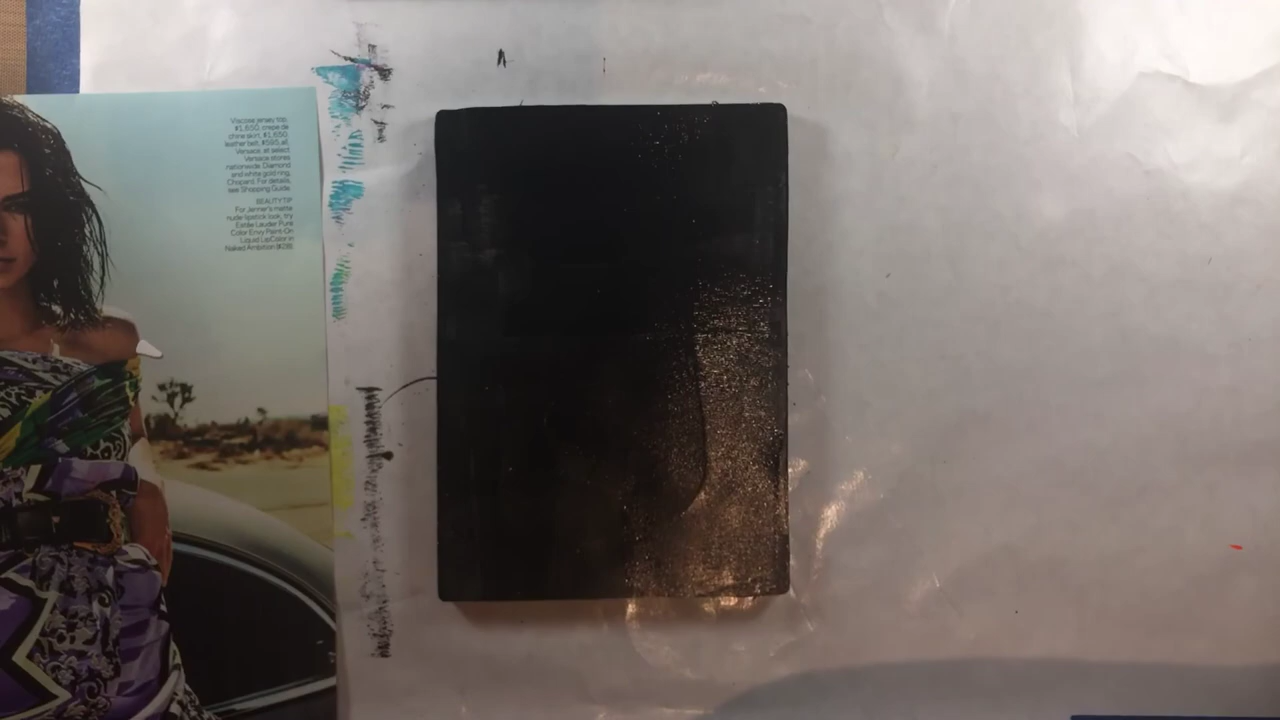 Viscose jersey top,
$1,650, crepe de
chine skirt, $1,650,
leather belt, $595, all,
Versace, at select
Versace stores
nationwide. Diamond
and white gold ring,
Chopard. For details,
see Shopping Guide.
BEAUTY TIP
For Jenner's matte
nude lipstick look, try
Estée Lauder Pure
Color Envy Paint-On
Liquid LipColor in
Naked Ambition ($28).